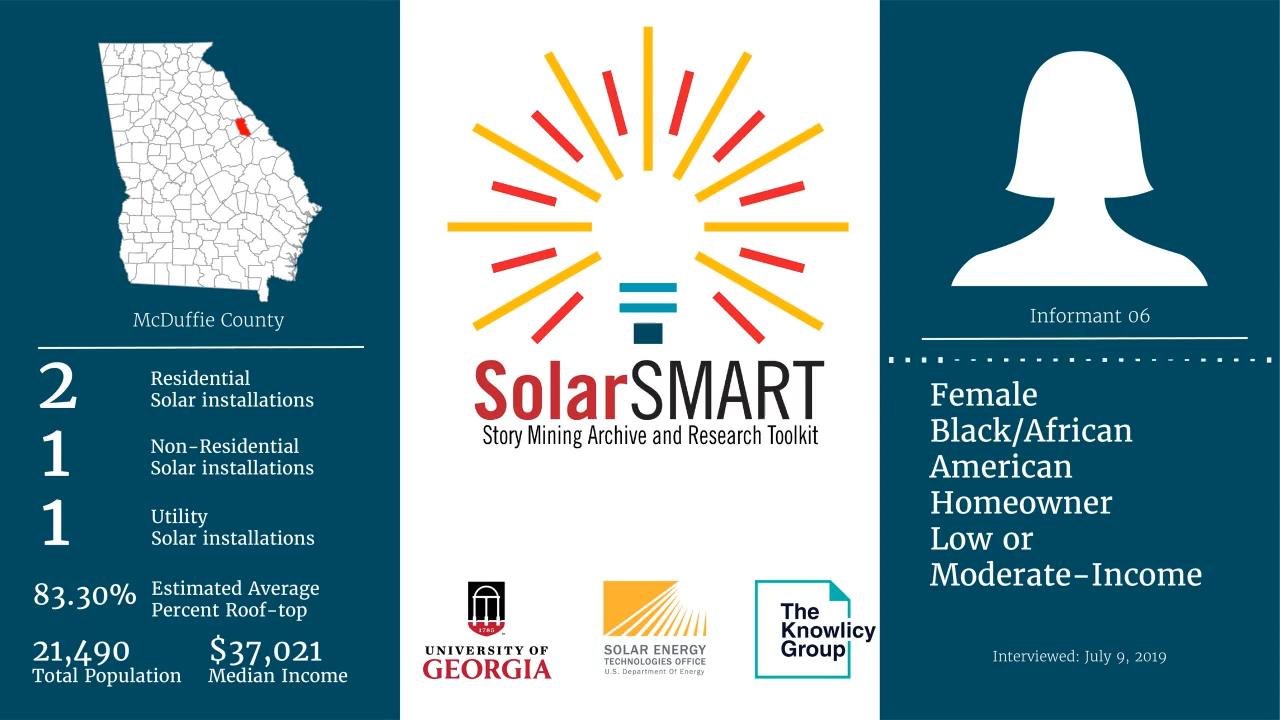 McDuffie County
2
Residential
Solar installations
1
Non-Residential
Solar installations
1
Utility
Solar installations
83.30%
Estimated Average
Percent Roof-top
21,490
Total Population
$37,021
Median Income
SolarSMART
Story Mining Archive and Research Toolkit
1785
UNIVERSITY OF
GEORGIA
SOLAR ENERGY
TECHNOLOGIES OFFICE
U.S. Department Of Energy
The
Knowlicy
Group
Informant 06
Female
Black/African
American
Homeowner
Low or
Moderate-Income
Interviewed: July 9, 2019